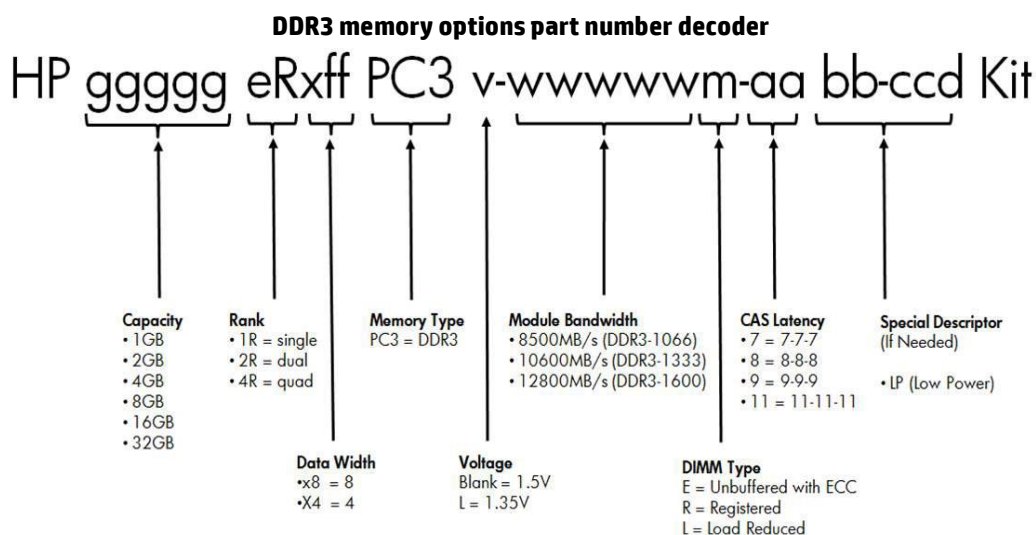 DDR3 memory options part number decoder
HP ggggg eRxff PC3 v-wwwwwm-aa bb-ccd Kit
Capacity
• 1GB
• 2GB
• 4GB
• 8GB
• 16GB
• 32GB
Rank
• 1R = single
• 2R = dual
• 4R = quad
Memory Type
PC3 = DDR3
Module Bandwidth
• 8500MB/s (DDR3-1066)
• 10600MB/s (DDR3-1333)
• 12800MB/s (DDR3-1600)
CAS Latency
• 7 = 7-7-7
• 8 = 8-8-8
• 9 = 9-9-9
• 11 = 11-11-11
Special Descriptor
(If Needed)
• LP (Low Power)
Data Width
•x8 = 8
•X4 = 4
Voltage
Blank = 1.5V
L = 1.35V
DIMM Type
E = Unbuffered with ECC
R = Registered
L = Load Reduced